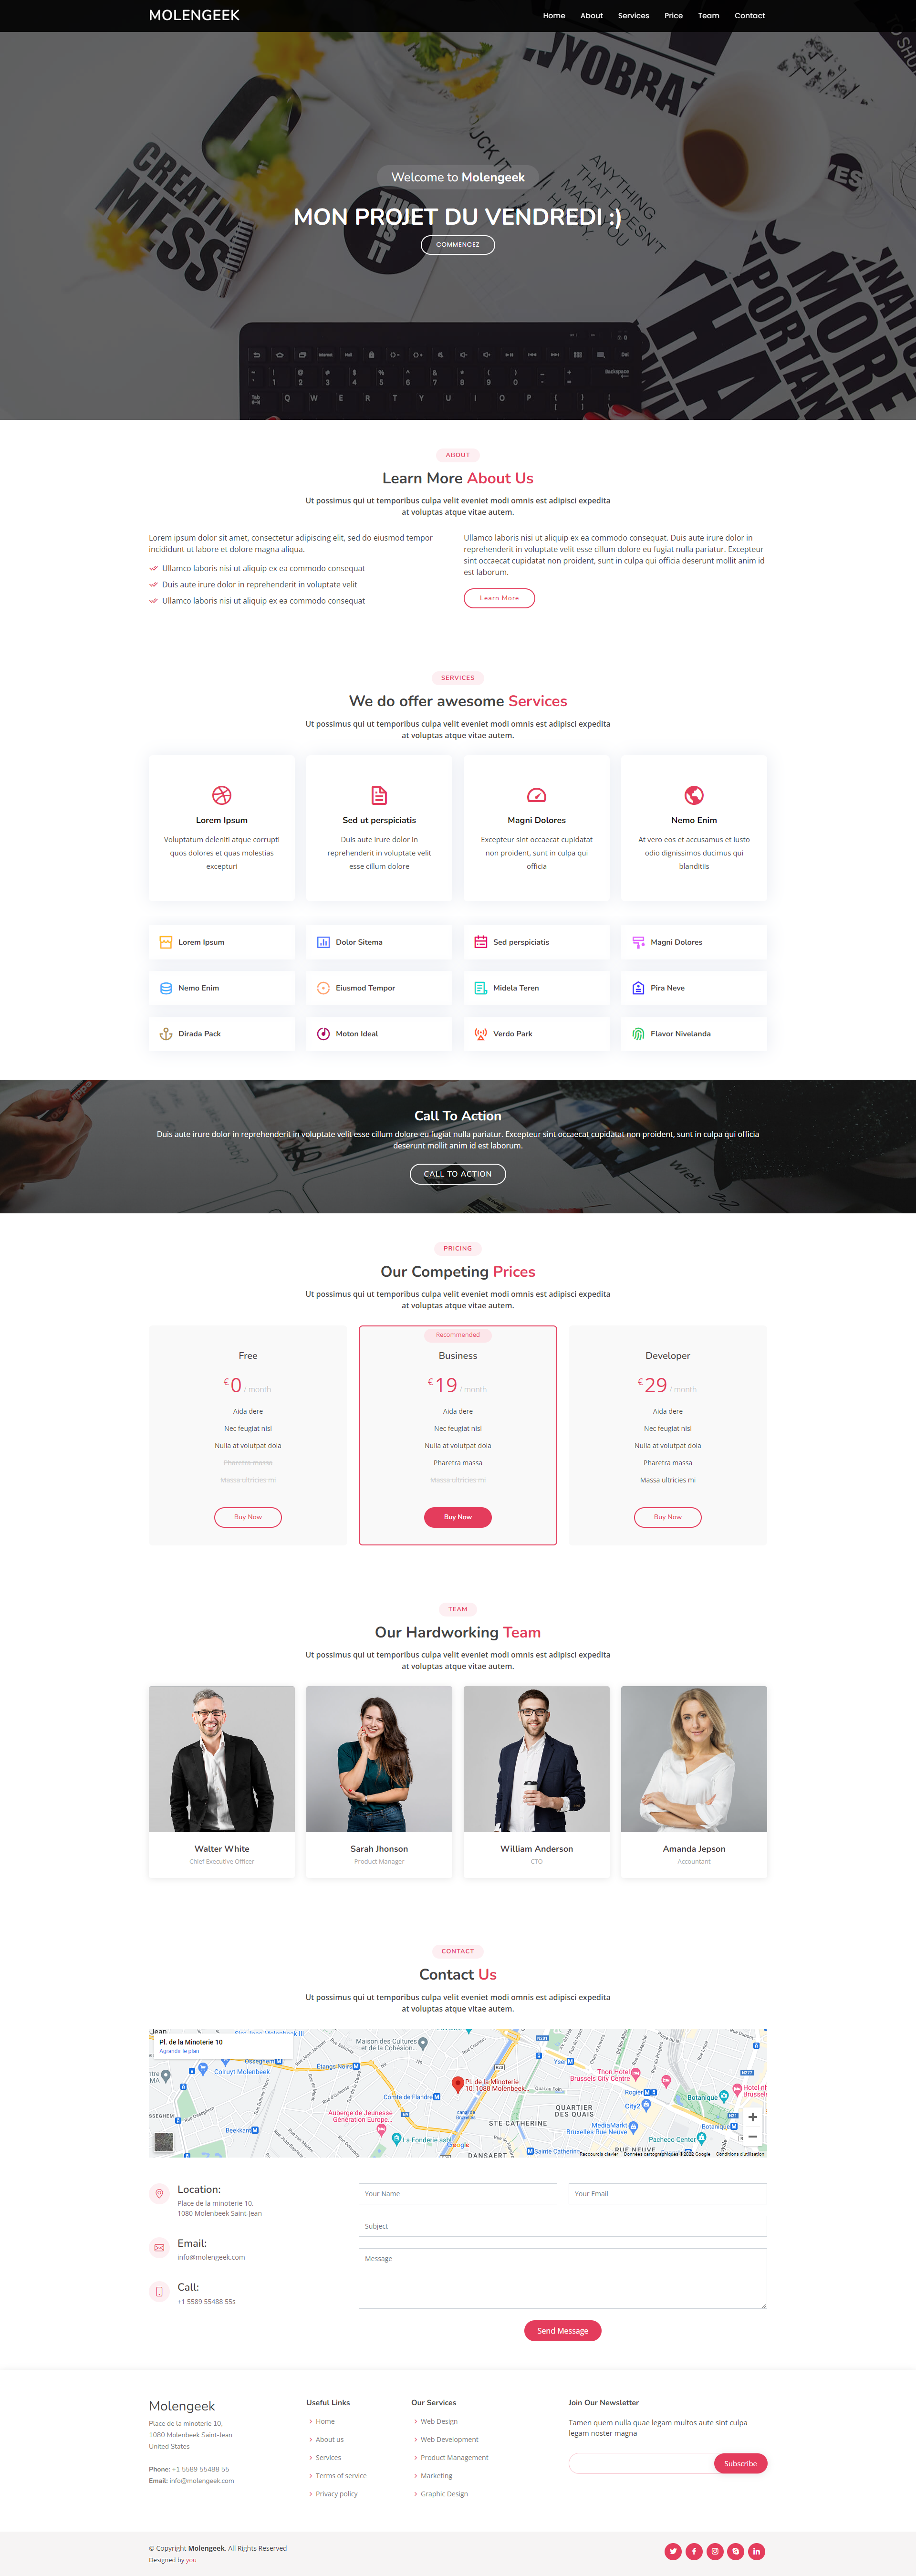 MOLENGEEK
Home About Services Price Team Contact
Welcome to Molengeek
MON PROJET DU VENDREDI :)
COMMENCEZ
ABOUT
Learn More About Us
Ut possimus qui ut temporibus culpa velit eveniet modi omnis est adipisci expedita
at voluptas atque vitae autem.
Lorem ipsum dolor sit amet, consectetur adipiscing elit, sed do eiusmod tempor
incididunt ut labore et dolore magna aliqua.
Ullamco laboris nisi ut aliquip ex ea commodo consequat
Duis aute irure dolor in reprehenderit in voluptate velit
Ullamco laboris nisi ut aliquip ex ea commodo consequat
Ullamco laboris nisi ut aliquip ex ea commodo consequat. Duis aute irure dolor in
reprehenderit in voluptate velit esse cillum dolore eu fugiat nulla pariatur. Excepteur
sint occaecat cupidatat non proident, sunt in culpa qui officia deserunt mollit anim id
est laborum.
Learn More
SERVICES
We do offer awesome Services
Ut possimus qui ut temporibus culpa velit eveniet modi omnis est adipisci expedita
at voluptas atque vitae autem.
Lorem Ipsum
Voluptatum deleniti atque corrupti
quos dolores et quas molestias
excepturi
Sed ut perspiciatis
Duis aute irure dolor in
reprehenderit in voluptate velit
esse cillum dolore
Magni Dolores
Excepteur sint occaecat cupidatat
non proident, sunt in culpa qui
officia
Nemo Enim
At vero eos et accusamus et iusto
odio dignissimos ducimus qui
blanditiis
Lorem Ipsum
Dolor Sitema
Sed perspiciatis
Magni Dolores
Nemo Enim
Eiusmod Tempor
Midela Teren
Pira Neve
Dirada Pack
Moton Ideal
Verdo Park
Flavor Nivelanda
Call To Action
Duis aute irure dolor in reprehenderit in voluptate velit esse cillum dolore eu fugiat nulla pariatur. Excepteur sint occaecat cupidatat non proident, sunt in culpa qui officia
deserunt mollit anim id est laborum.
CALL TO ACTION
PRICING
Our Competing Prices
Ut possimus qui ut temporibus culpa velit eveniet modi omnis est adipisci expedita
at voluptas atque vitae autem.
Free
€0 / month
Aida dere
Nec feugiat nisl
Nulla at volutpat dola
Pharetra massa
Massa ultricies mi
Buy Now
Recommended
Business
€19 / month
Aida dere
Nec feugiat nisl
Nulla at volutpat dola
Pharetra massa
Massa ultricies mi
Buy Now
Developer
€29 / month
Aida dere
Nec feugiat nisl
Nulla at volutpat dola
Pharetra massa
Massa ultricies mi
Buy Now
TEAM
Our Hardworking Team
Ut possimus qui ut temporibus culpa velit eveniet modi omnis est adipisci expedita
at voluptas atque vitae autem.
Walter White
Chief Executive Officer
Sarah Jhonson
Product Manager
William Anderson
CTO
Amanda Jepson
Accountant
CONTACT
Contact Us
Ut possimus qui ut temporibus culpa velit eveniet modi omnis est adipisci expedita
at voluptas atque vitae autem.
Pl. de la Minoterie 10
Agrandir le plan
Maison des Cultures
et de la Cohésion...
Osseghem
Colruyt Molenbeek
Étangs Noirs
Comte de Flandre
Pl. de la Minoterie
10, 1080 Molenbeek
Yser
Thon Hotel
Brussels City Centre
Rogier
Botanique
City2
QUARTIER
DES QUAIS
STE CATHERINE
Auberge de Jeunesse
Génération Europe...
Beekkant
La Fonderie asbl
Google
MediaMarkt
Bruxelles Rue Neuve
Pacheco Center
Botanique
DANSAERT
Sainte Catherine
RUE NEUVE
Raccourcis clavier Données cartographiques ©2022 Google Conditions d'utilisation
Location:
Place de la minoterie 10,
1080 Molenbeek Saint-Jean
Email:
info@molengeek.com
Call:
+1 5589 55488 55s
Your Name
Your Email
Subject
Message
Send Message
Molengeek
Place de la minoterie 10,
1080 Molenbeek Saint-Jean
United States
Phone: +1 5589 55488 55
Email: info@molengeek.com
Useful Links
Home
About us
Services
Terms of service
Privacy policy
Our Services
Web Design
Web Development
Product Management
Marketing
Graphic Design
Join Our Newsletter
Tamen quem nulla quae legam multos aute sint culpa
legam noster magna
Subscribe
© Copyright Molengeek. All Rights Reserved
Designed by you